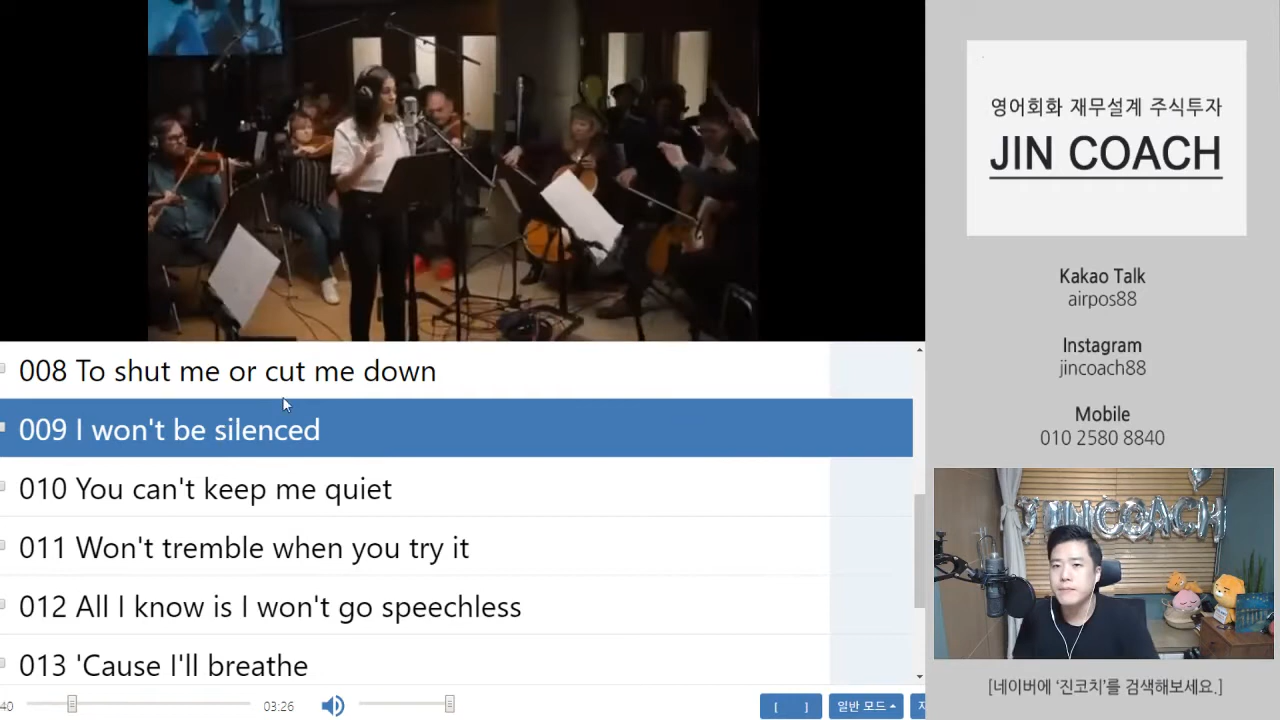 008 To shut me or cut me down
009 I won't be silenced
010 You can't keep me quiet
011 Won't tremble when you try it
012 All I know is I won't go speechless
013 'Cause I'll breathe
40
03:26
[ ]
일반 모드
영어회화 재무설계 주식투자
JIN COACH
Kakao Talk
airpos88
Instagram
jincoach88
Mobile
010 2580 8840
JINCOACH
[네이버에 '진코치'를 검색해보세요.]